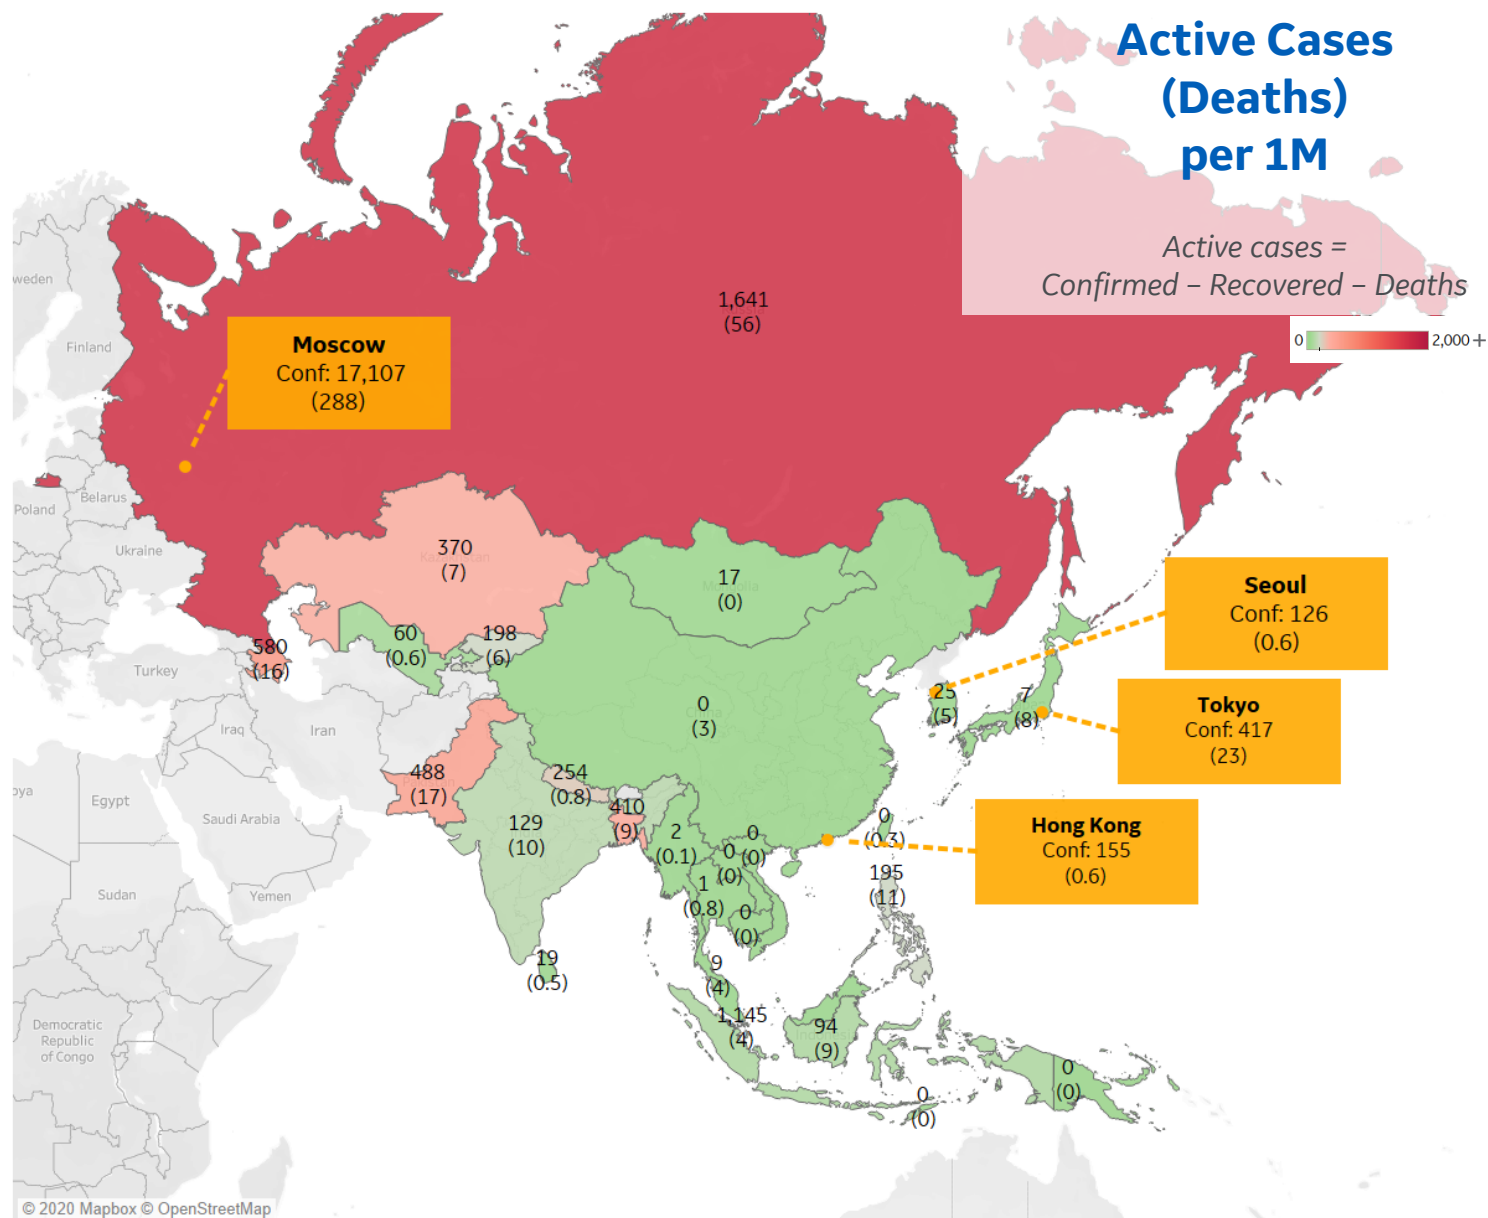 Active Cases
(Deaths)
per 1M
Active cases =
Confirmed – Recovered – Deaths
0
2,000 +
1,641
(56)
Moscow
Conf: 17,107
(288)
weden
Finland
Belarus
Poland
Ukraine
370
(7)
17
(0)
Seoul
Conf: 126
(0.6)
580
(16)
60
(0.6)
198
(6)
Turkey
Iraq
Iran
0
(3)
25
(5)
7
(8)
Tokyo
Conf: 417
(23)
488
(17)
254
(0.8)
410
(9)
129
(10)
oya
Egypt
Saudi Arabia
2
(0.1)
0
(0)
0
(0)
0
(0.3)
Hong Kong
Conf: 155
(0.6)
195
(11)
1
(0.8)
0
(0)
Sudan
Yemen
19
(0.5)
9
(4)
1,145
(4)
94
(9)
Democratic
Republic
of Congo
0
(0)
0
(0)
© 2020 Mapbox © OpenStreetMap